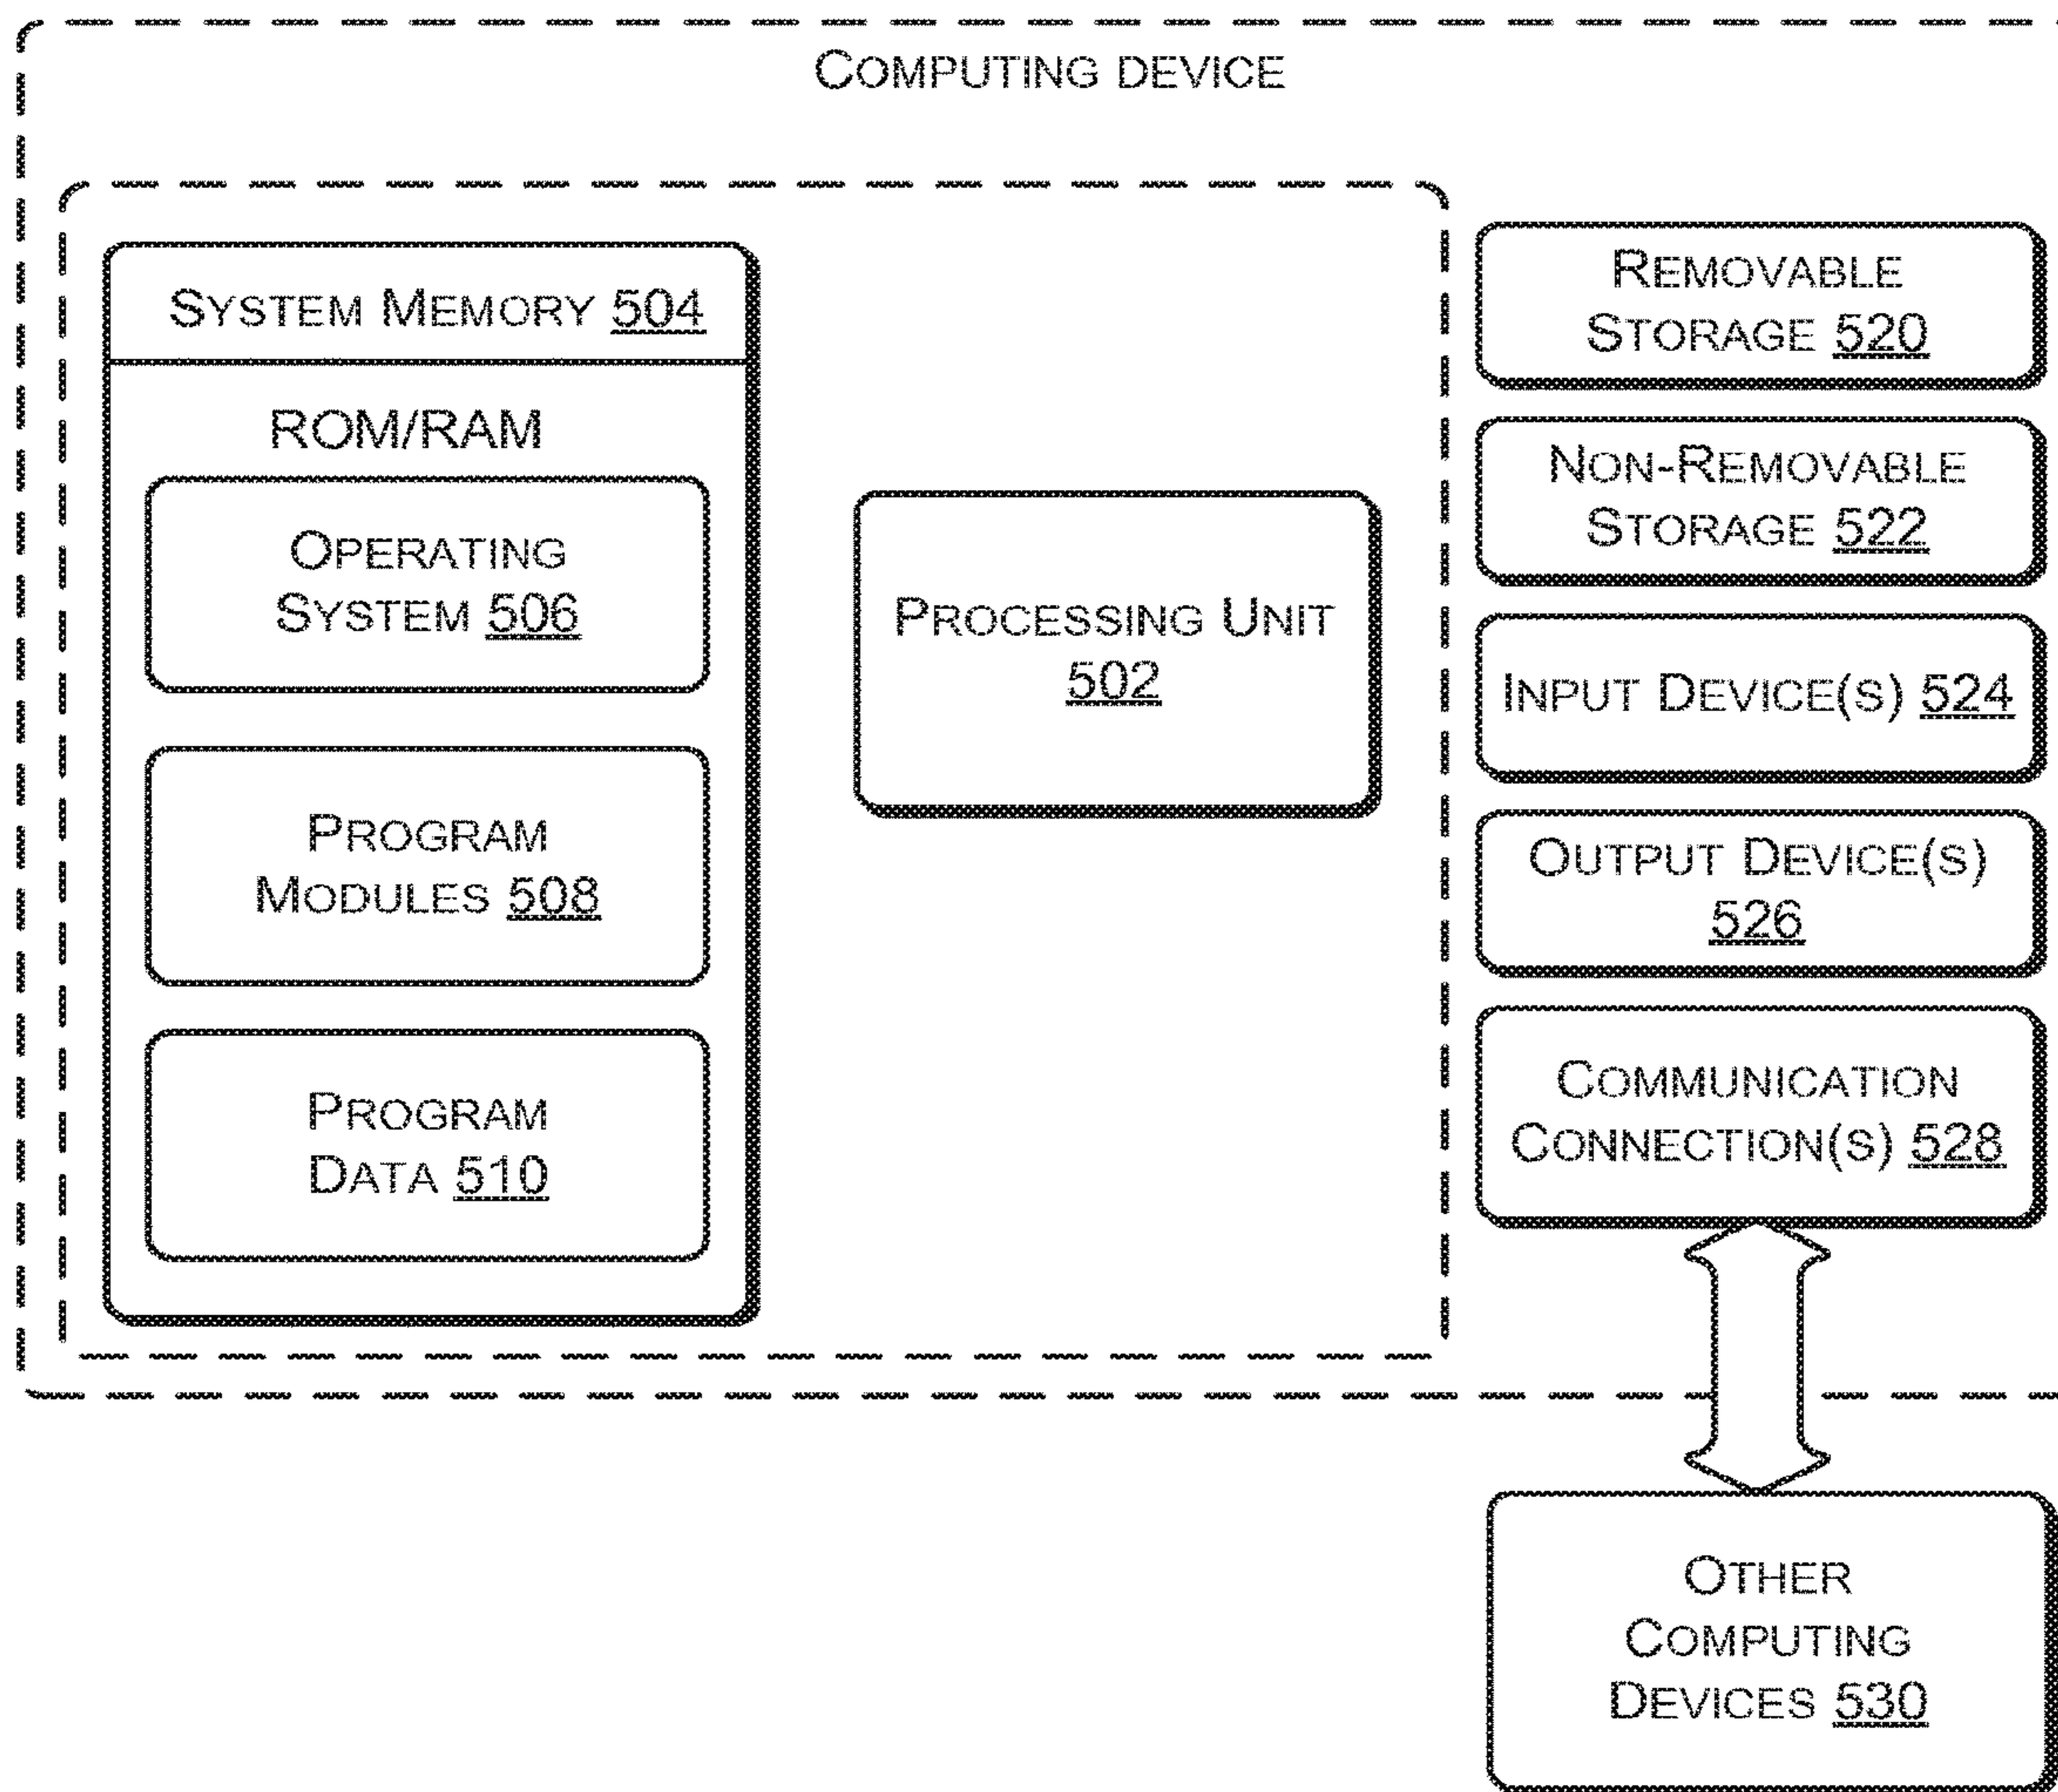 COMPUTING DEVICE
SYSTEM MEMORY 504
ROM/RAM
OPERATING
SYSTEM 506
PROGRAM
MODULES 508
PROGRAM
DATA 510
PROCESSING UNIT
502
REMOVABLE
STORAGE 520
NON-REMOVABLE
STORAGE 522
INPUT DEVICE(S) 524
OUTPUT DEVICE(S)
526
COMMUNICATION
CONNECTION(S) 528
OTHER
COMPUTING
DEVICES 530